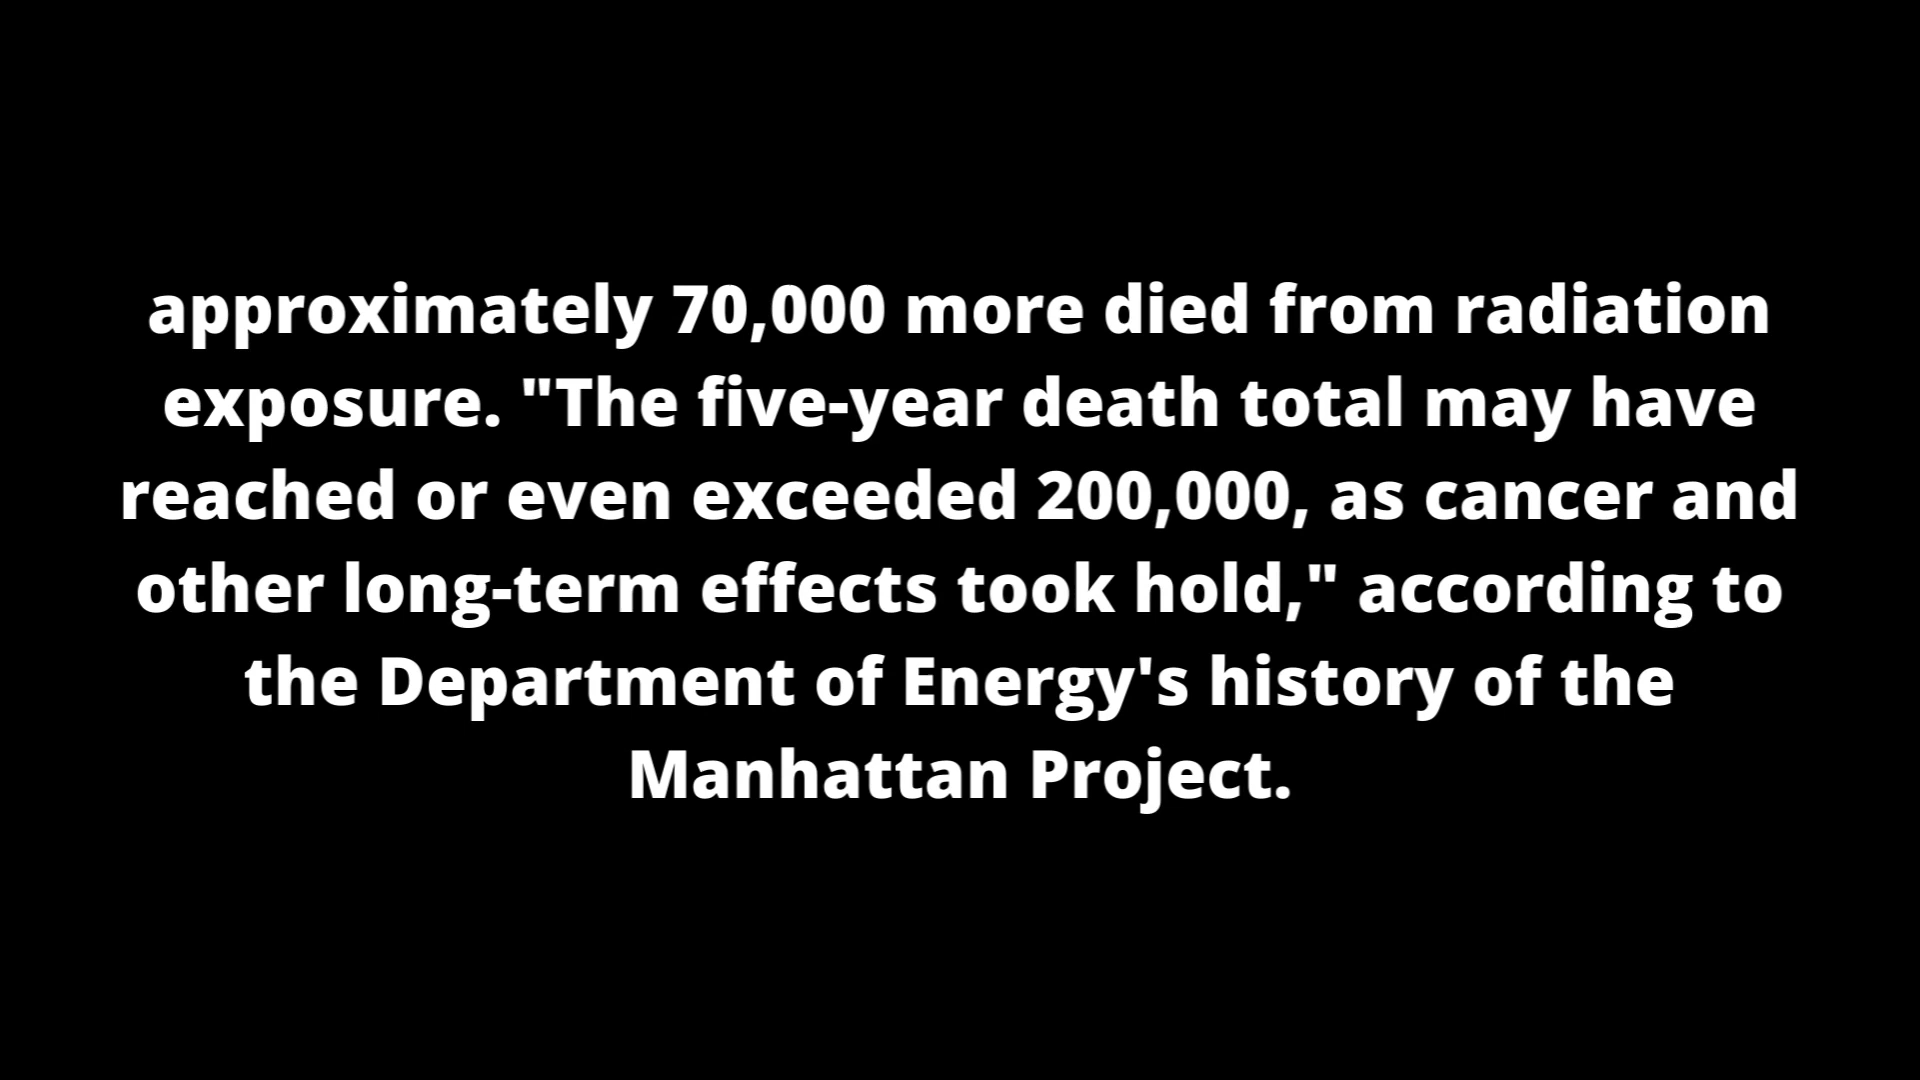 approximately 70,000 more died from radiation
exposure. "The five-year death total may have
reached or even exceeded 200,000, as cancer and
other long-term effects took hold," according to
the Department of Energy's history of the
Manhattan Project.